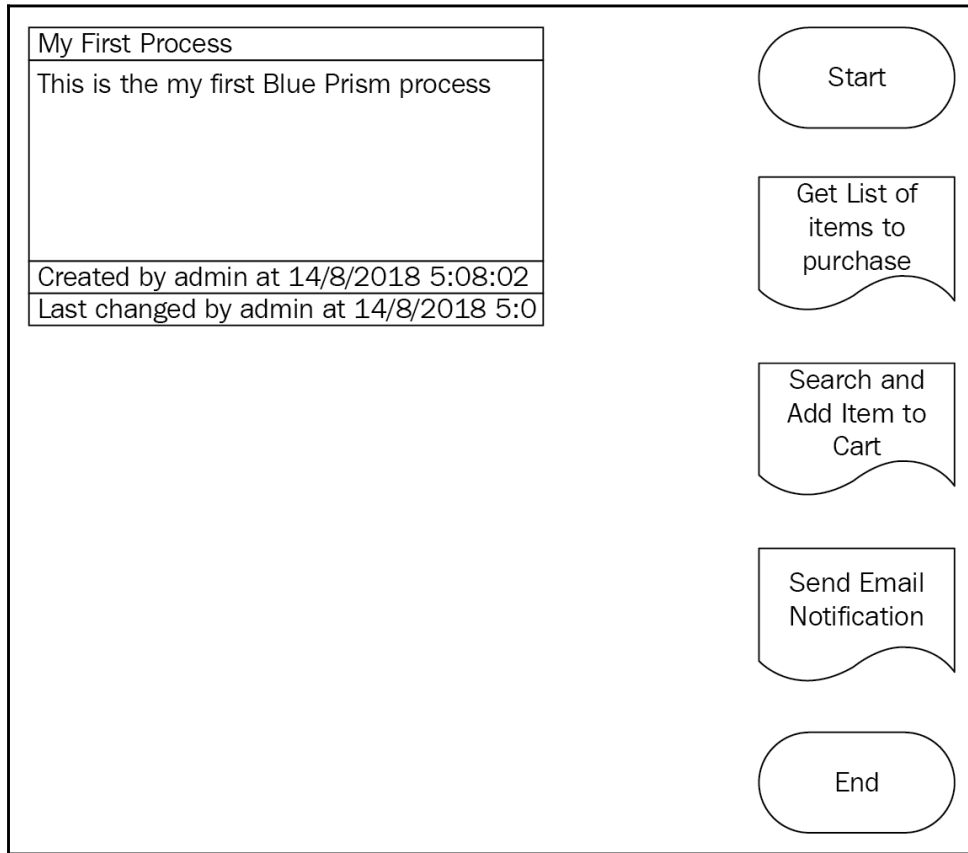 My First Process
This is the my first Blue Prism process
Created by admin at 14/8/2018 5:08:02
Last changed by admin at 14/8/2018 5:0
Start
Get List of
items to
purchase
Search and
Add Item to
Cart
Send Email
Notification
End